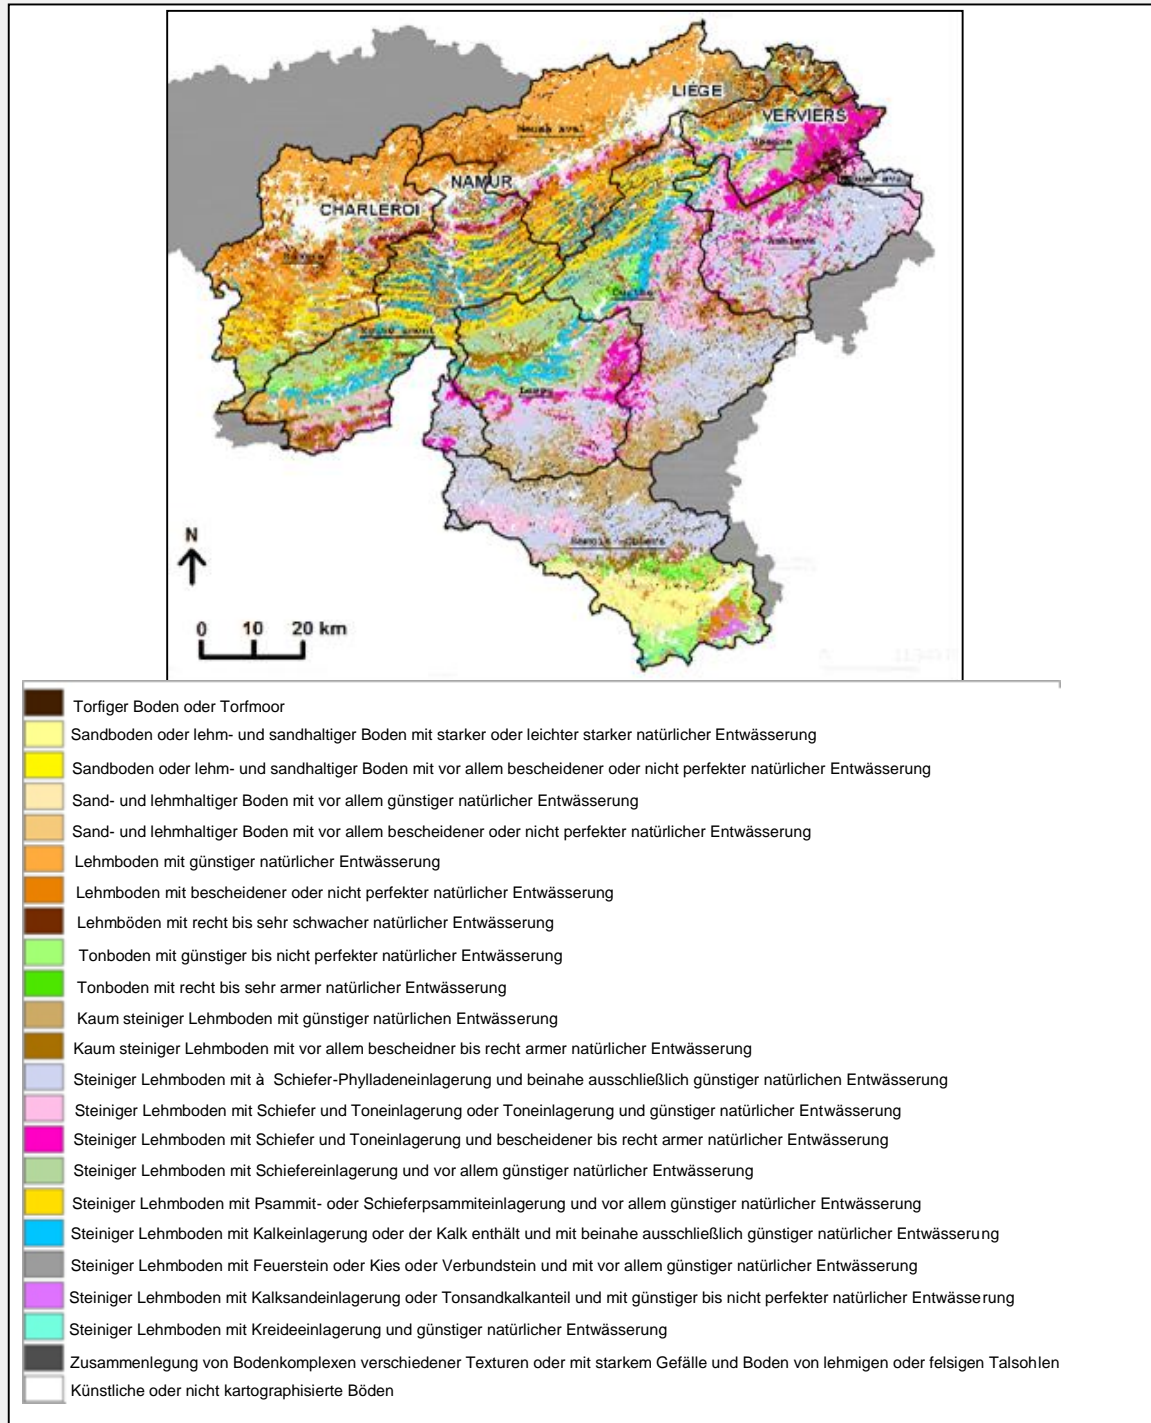 LIEGE
VERVIERS
Meuse aval
Vesdre
NAMUR
CHARLEROI
Amblève
Sambre
Ourthe
Meuse amont
Lesse
N
Semois - Chiers
0 10 20 km
Torfiger Boden oder Torfmoor
Sandboden oder lehm- und sandhaltiger Boden mit starker oder leichter starker natürlicher Entwässerung
Sandboden oder lehm- und sandhaltiger Boden mit vor allem bescheidener oder nicht perfekter natürlicher Entwässerung
Sand- und lehmhaltiger Boden mit vor allem günstiger natürlicher Entwässerung
Sand- und lehmhaltiger Boden mit vor allem bescheidener oder nicht perfekter natürlicher Entwässerung
Lehmboden mit günstiger natürlicher Entwässerung
Lehmboden mit bescheidener oder nicht perfekter natürlicher Entwässerung
Lehmböden mit recht bis sehr schwacher natürlicher Entwässerung
Tonboden mit günstiger bis nicht perfekter natürlicher Entwässerung
Tonboden mit recht bis sehr armer natürlicher Entwässerung
Kaum steiniger Lehmboden mit günstiger natürlichen Entwässerung
Kaum steiniger Lehmboden mit vor allem bescheidner bis recht armer natürlicher Entwässerung
Steiniger Lehmboden mit à Schiefer-Phylladeneinlagerung und beinahe ausschließlich günstiger natürlichen Entwässerung
Steiniger Lehmboden mit Schiefer und Toneinlagerung oder Toneinlagerung und günstiger natürlicher Entwässerung
Steiniger Lehmboden mit Schiefer und Toneinlagerung und bescheidener bis recht armer natürlicher Entwässerung
Steiniger Lehmboden mit Schiefereinlagerung und vor allem günstiger natürlicher Entwässerung
Steiniger Lehmboden mit Psammit- oder Schieferpsammiteinlagerung und vor allem günstiger natürlicher Entwässerung
Steiniger Lehmboden mit Kalkeinlagerung oder der Kalk enthält und mit beinahe ausschließlich günstiger natürlicher Entwässerung
Steiniger Lehmboden mit Feuerstein oder Kies oder Verbundstein und mit vor allem günstiger natürlicher Entwässerung
Steiniger Lehmboden mit Kalksandeinlagerung oder Tonsandkalkanteil und mit günstiger bis nicht perfekter natürlicher Entwässerung
Steiniger Lehmboden mit Kreideeinlagerung und günstiger natürlicher Entwässerung
Zusammenlegung von Bodenkomplexen verschiedener Texturen oder mit starkem Gefälle und Boden von lehmigen oder felsigen Talsohlen
Künstliche oder nicht kartographisierte Böden